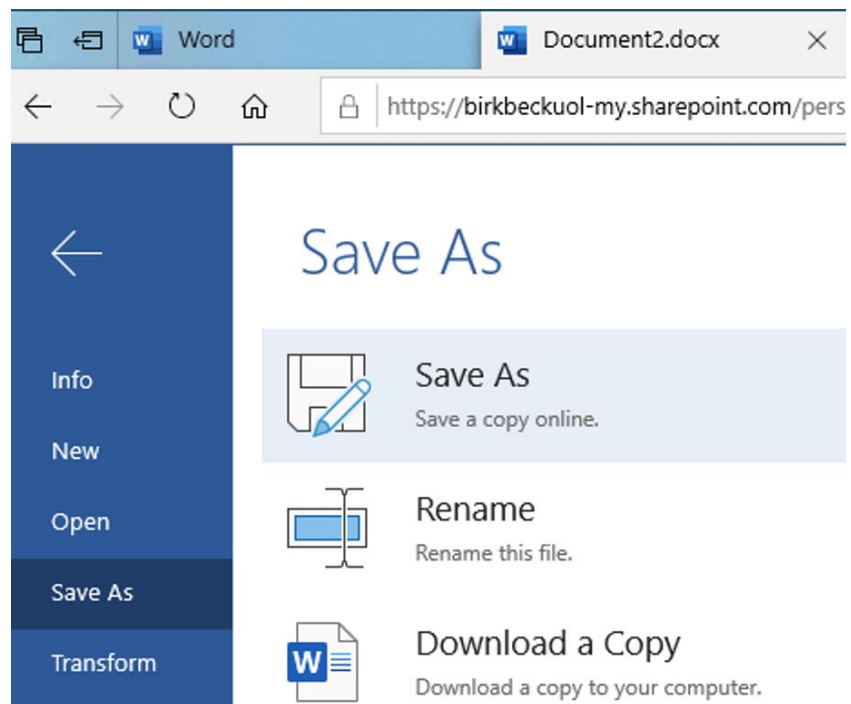 Word
Document2.docx
https://birkbeckuol-my.sharepoint.com/pers
Save As
Info
New
Open
Save As
Transform
Save As
Save a copy online.
Rename
Rename this file.
W
Download a Copy
Download a copy to your computer.